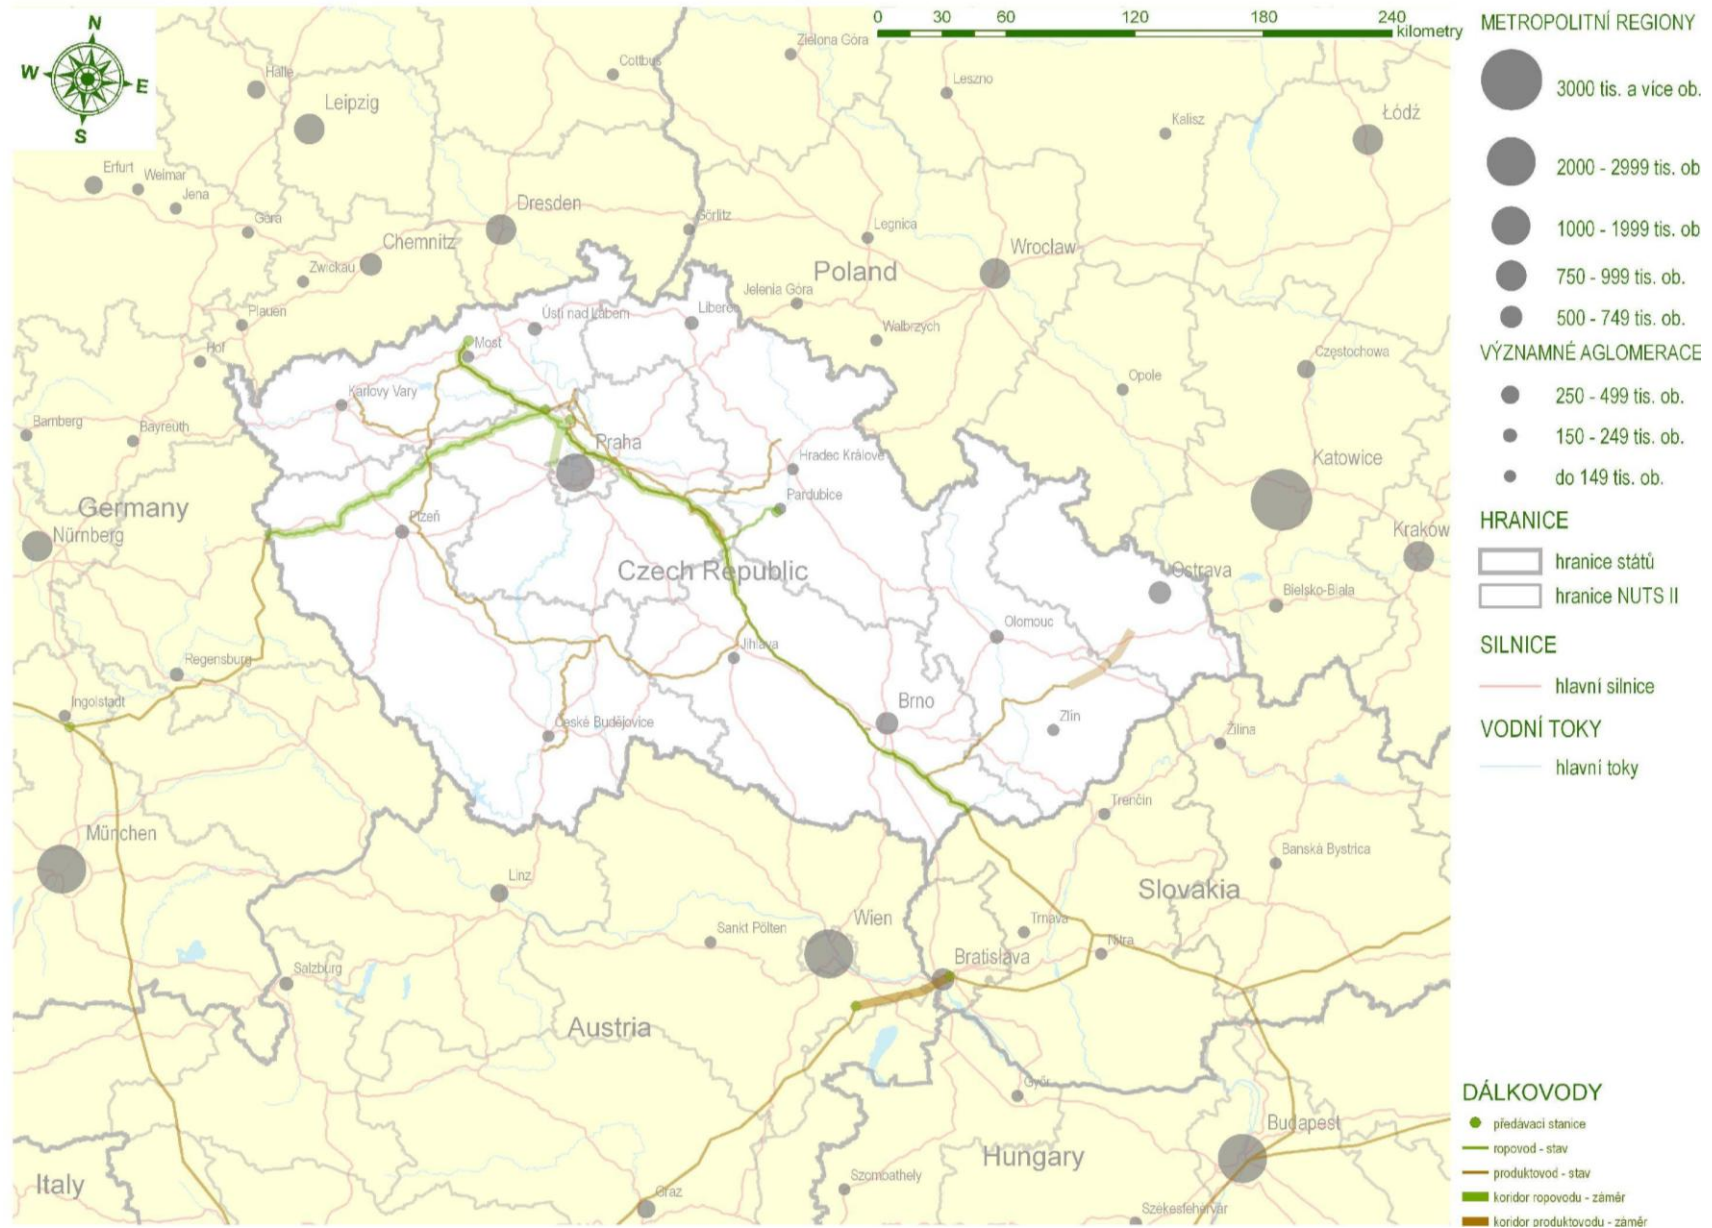 N
W
E
S
0 30 60 120 180 240
kilometry
Zielona Góra
Cottbus
Halle
Leszno
Leipzig
Kalisz
Łódź
Erfurt
Weimar
Jena
Gera
Dresden
Görlitz
Legnica
Chemnitz
Wrocław
Zwickau
Poland
Jelenia Góra
Plauen
Ústí nad Labem
Liberec
Wałbrzych
Hof
Most
Częstochowa
Opole
Karlovy Vary
Bamberg
Bayreuth
Praha
Hradec Králové
Katowice
Pardubice
Germany
Plzeň
Nürnberg
Kraków
Czech Republic
Ostrava
Bielsko-Biala
Olomouc
Jihlava
Regensburg
Ingolstadt
Brno
Zlín
České Budějovice
Žilina
Trenčín
München
Banská Bystrica
Linz
Slovakia
Wien
Trnava
Sankt Pölten
Nitra
Bratislava
Salzburg
Austria
Győr
Budapest
Hungary
Szombathely
Italy
Graz
Székesfehérvár
METROPOLITNÍ REGIONY
3000 tis. a více ob.
2000 - 2999 tis. ob
1000 - 1999 tis. ob
750 - 999 tis. ob.
500 - 749 tis. ob.
VÝZNAMNÉ AGLOMERACE
250 - 499 tis. ob.
150 - 249 tis. ob.
do 149 tis. ob.
HRANICE
hranice států
hranice NUTS II
SILNICE
hlavní silnice
VODNÍ TOKY
hlavní toky
DÁLKOVODY
předávací stanice
ropovod - stav
produktovod - stav
koridor ropovodu - záměr
koridor produktovodu - záměr